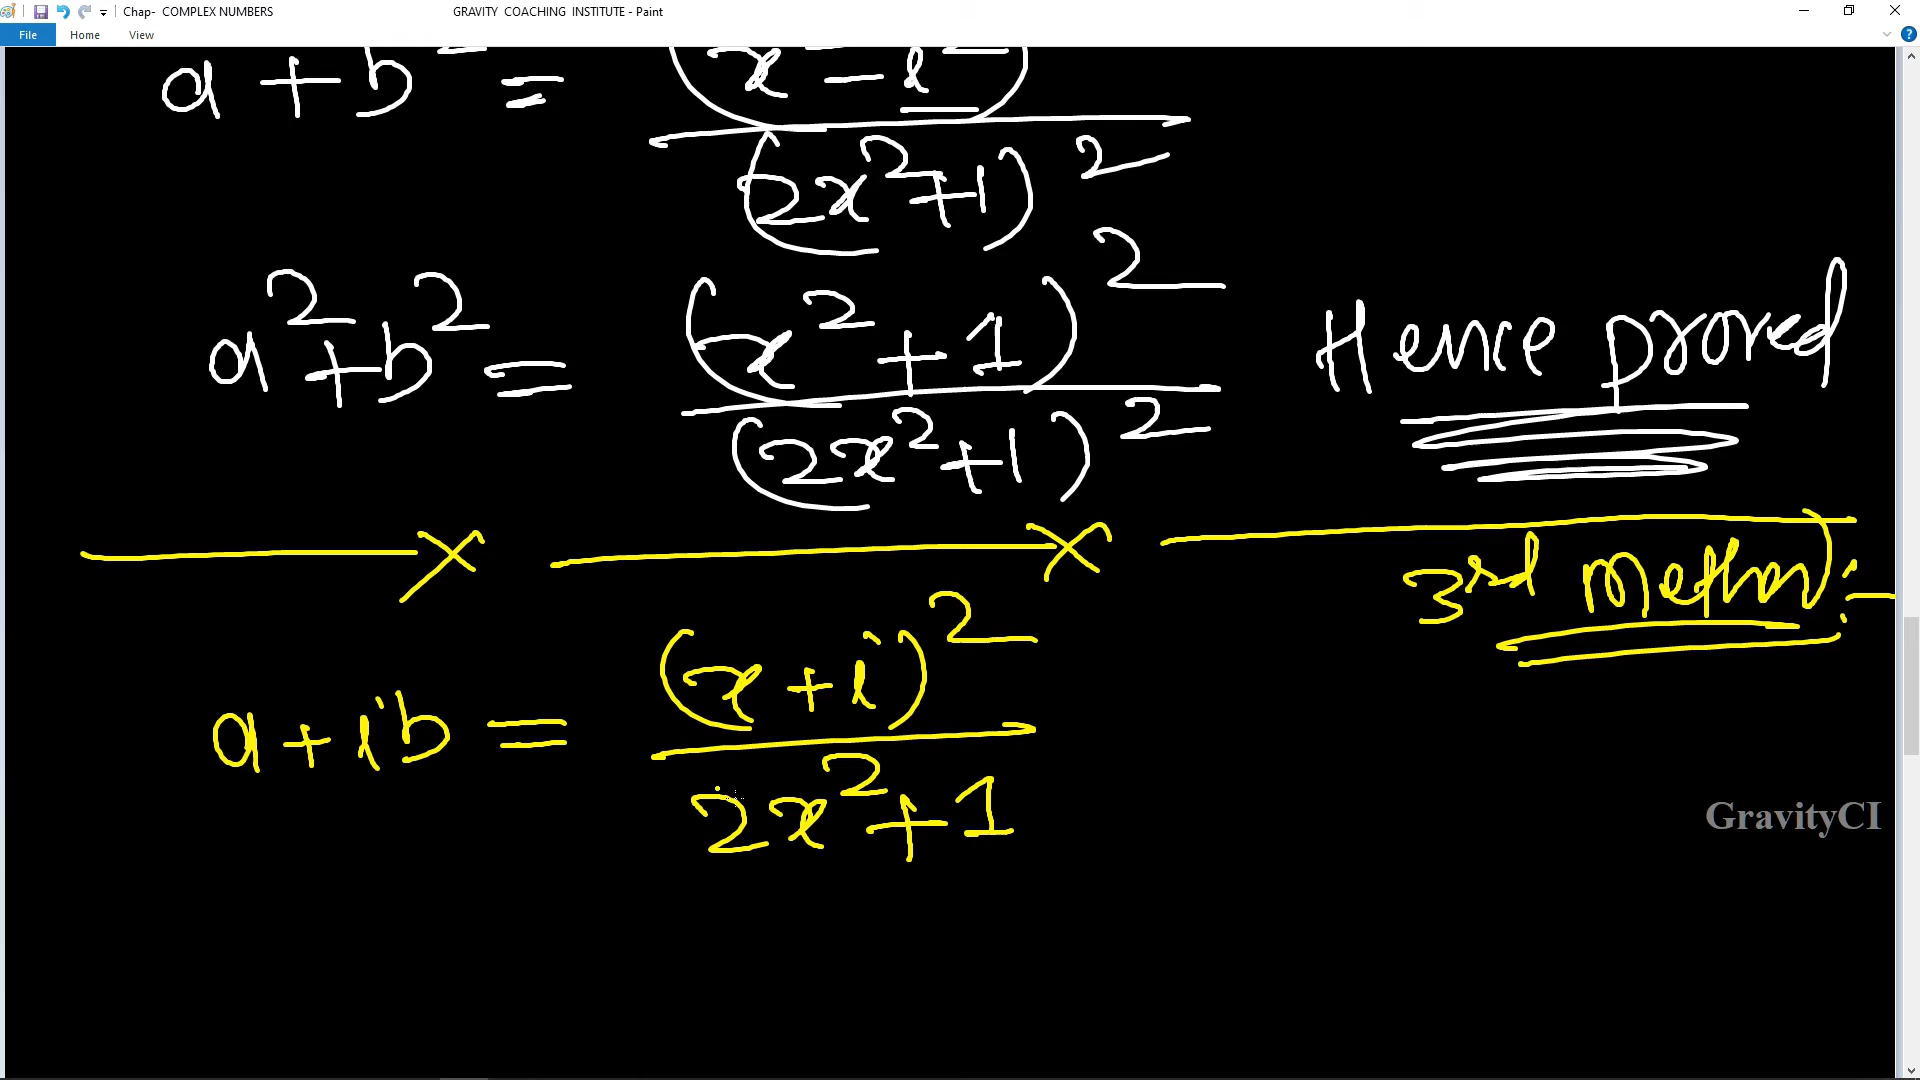 Chap- COMPLEX NUMBERS GRAVITY COACHING INSTITUTE - Paint
File Home View
a + b² = (x² - i²)²
(2x²+1)²
a²+b² = (x²+1)² Hence proved
(2x²+1)²
3rd Method:-
a+ib = (x+i)²
2x²+1
GravityCI